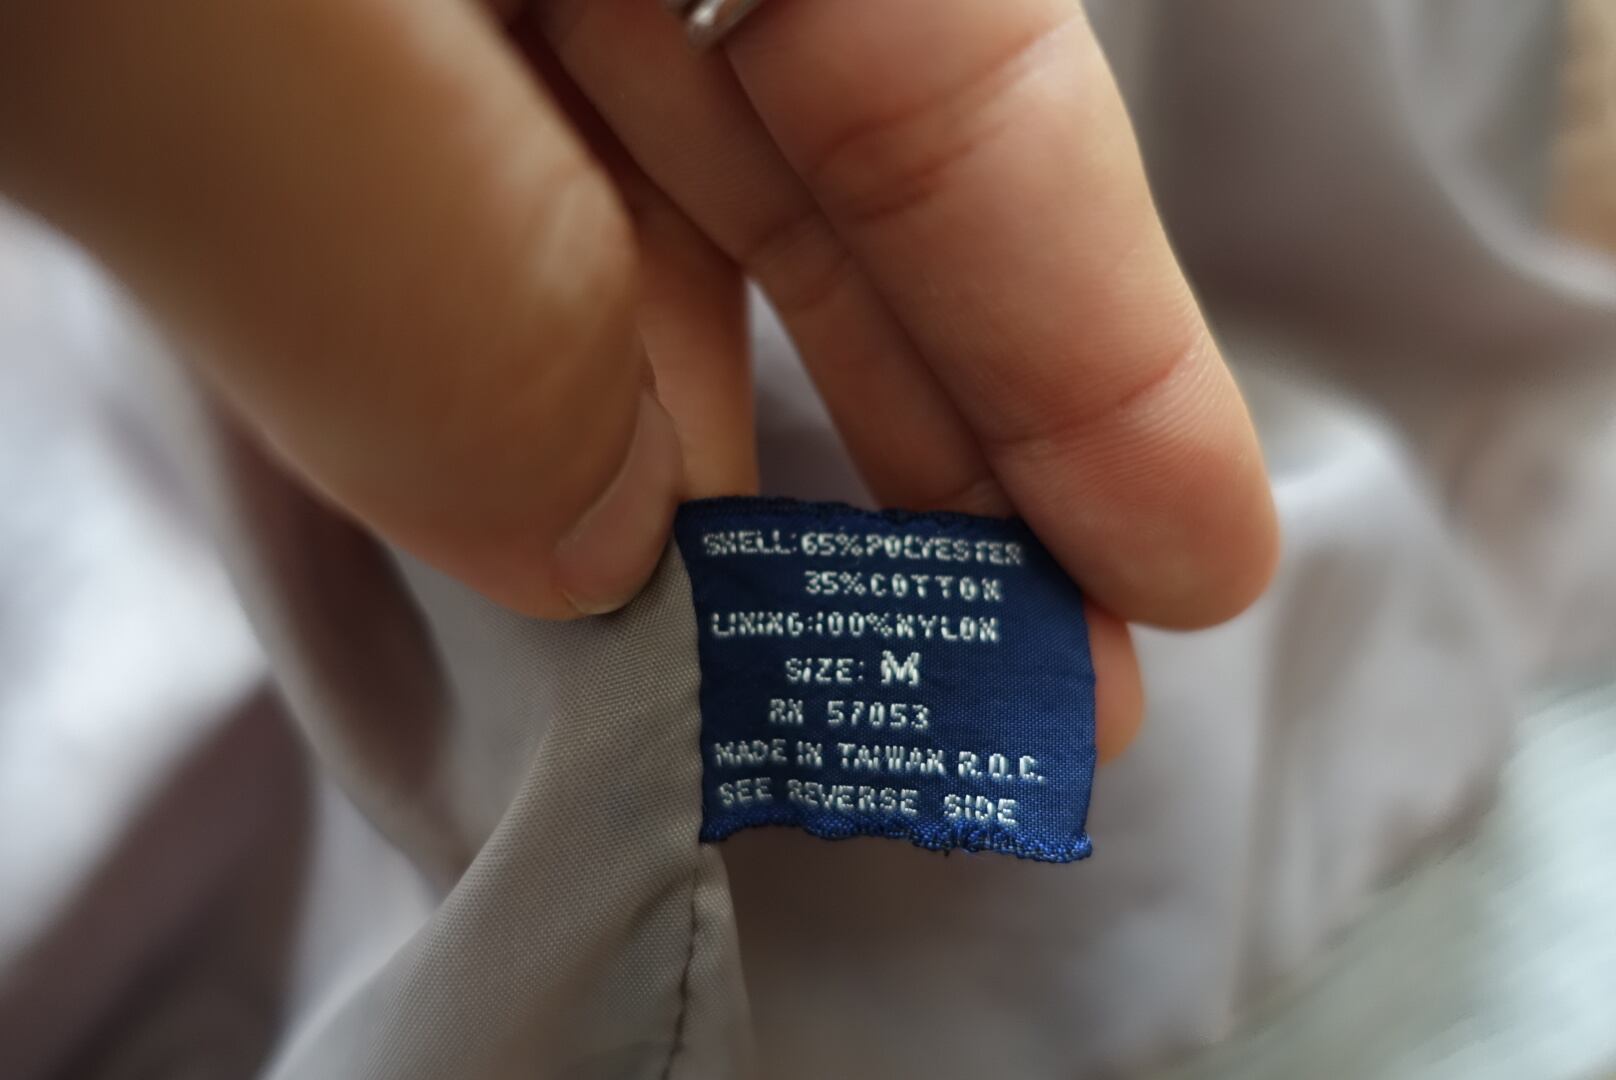 SHELL:65%POLYESTER
35%COTTON
LINING:100%NYLON
SIZE: M
RN 57053
MADE IN TAIWAN R.O.C.
SEE REVERSE SIDE